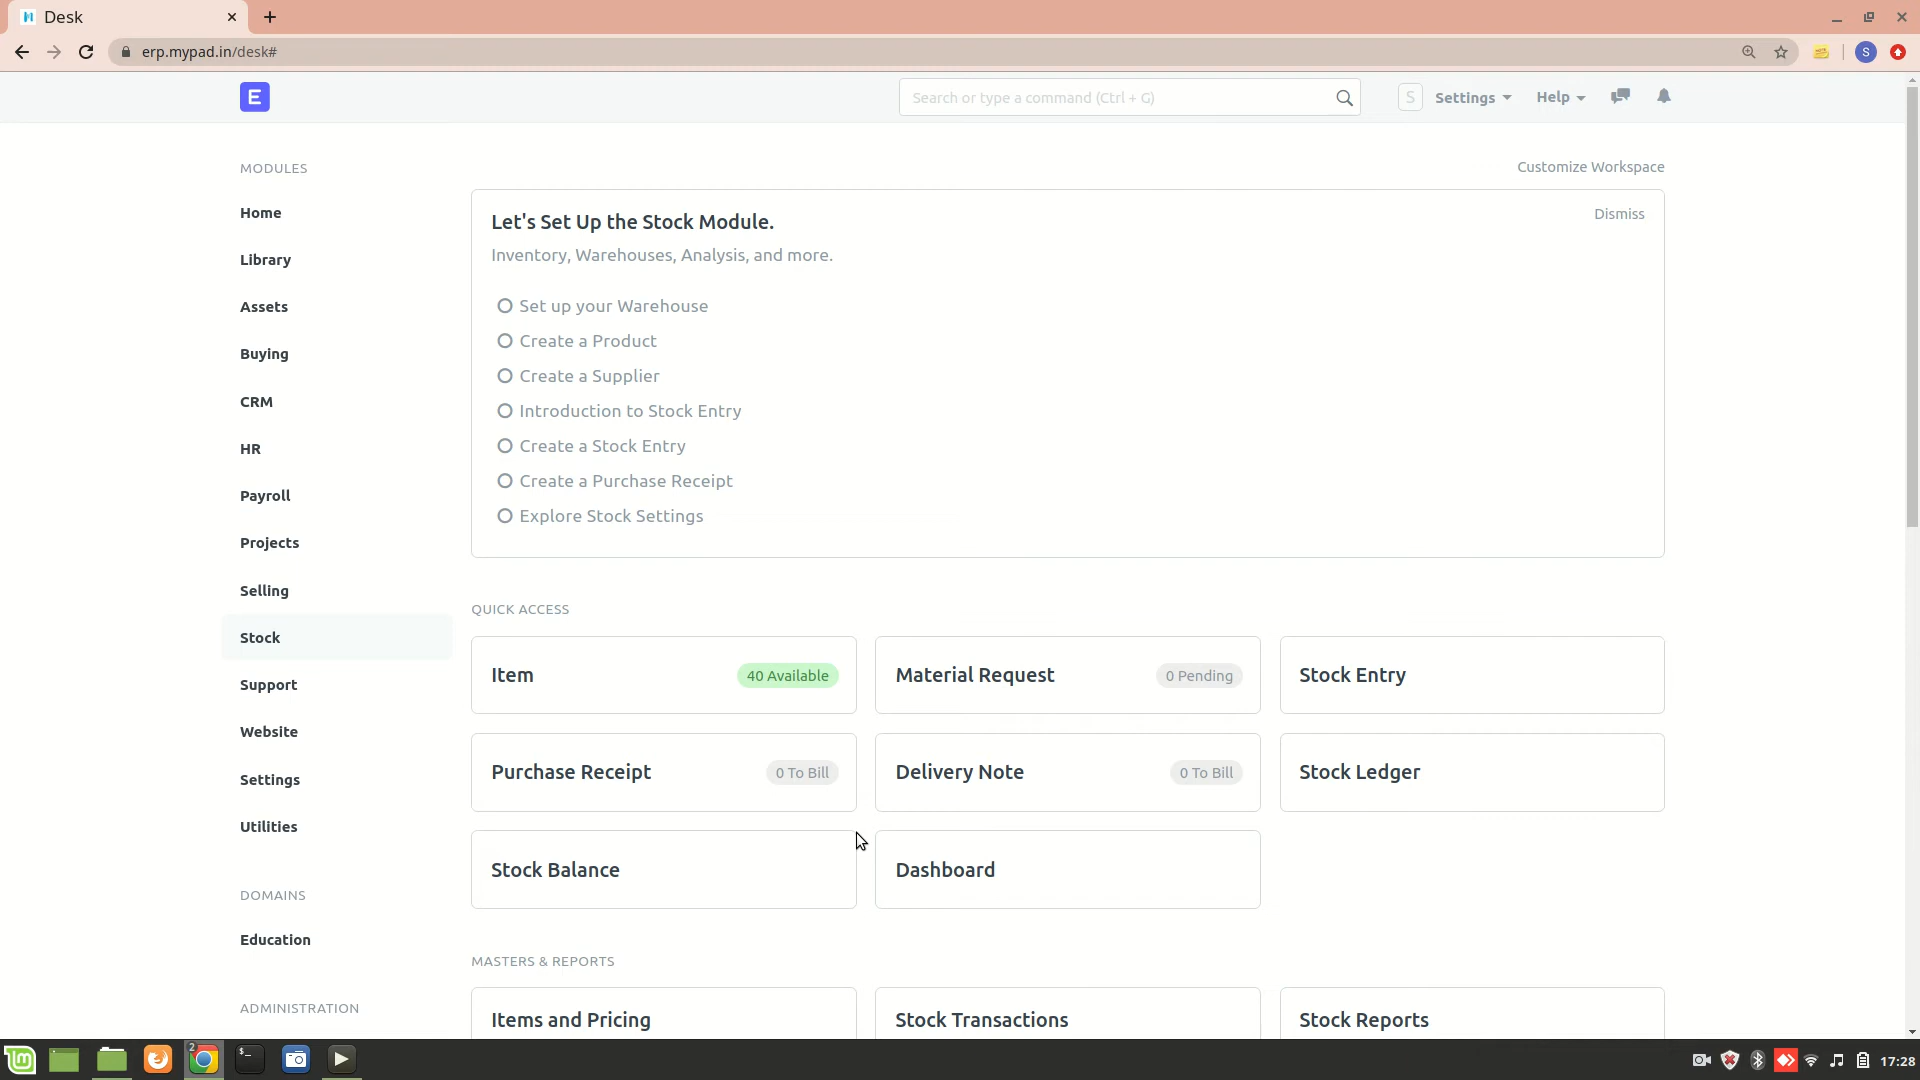 Desk
erp.mypad.in/desk#
S
E
Search or type a command (Ctrl + G)
S
Settings
Help
MODULES
Home
Library
Assets
Buying
CRM
HR
Payroll
Projects
Selling
Stock
Support
Website
Settings
Utilities
DOMAINS
Education
ADMINISTRATION
Customize Workspace
Let's Set Up the Stock Module.
Dismiss
Inventory, Warehouses, Analysis, and more.
Set up your Warehouse
Create a Product
Create a Supplier
Introduction to Stock Entry
Create a Stock Entry
Create a Purchase Receipt
Explore Stock Settings
QUICK ACCESS
Item
40 Available
Material Request
0 Pending
Stock Entry
Purchase Receipt
0 To Bill
Delivery Note
0 To Bill
Stock Ledger
Stock Balance
Dashboard
MASTERS & REPORTS
Items and Pricing
Stock Transactions
Stock Reports
2
17:28